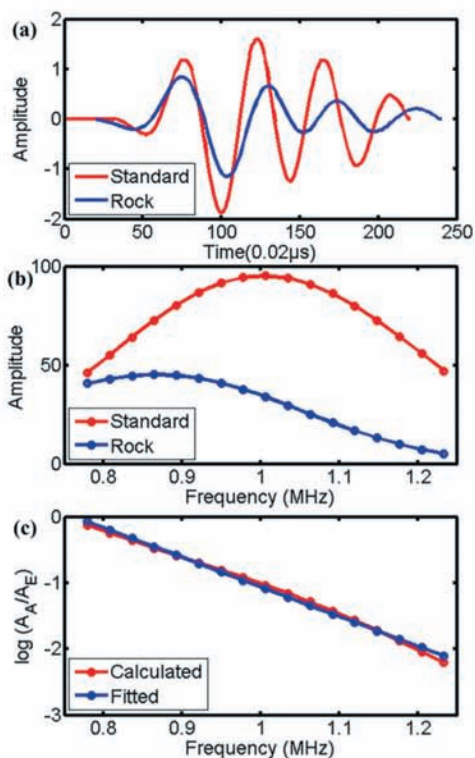 (a)
2
1
0
-1
-2
Amplitude
Standard
Rock
0 50 100 150 200 250
Time(0.02μs)
(b)
100
50
0
Amplitude
Standard
Rock
0.8 0.9 1 1.1 1.2
Frequency (MHz)
(c)
0
-1
-2
-3
log (A_A/A_E)
Calculated
Fitted
0.8 0.9 1 1.1 1.2
Frequency (MHz)